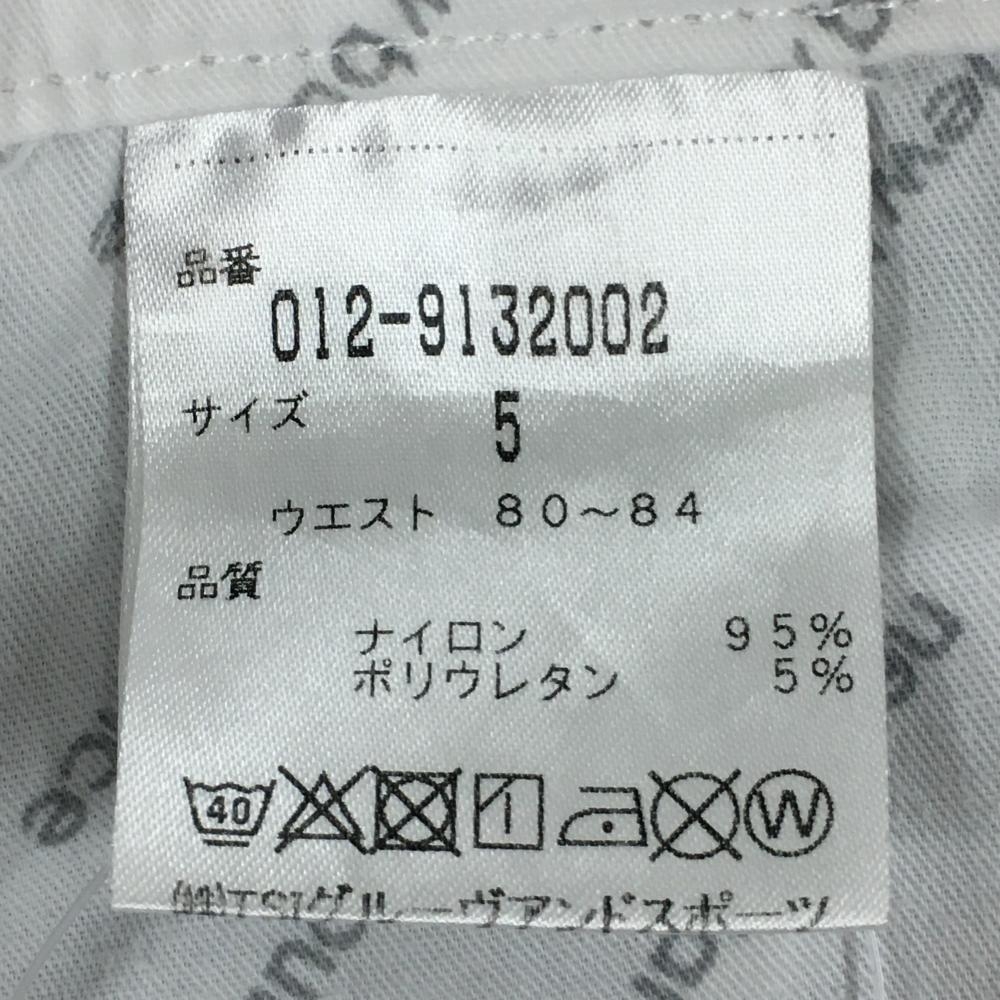 品番
012-9132002
サイズ 5
ウエスト 80～84
品質
ナイロン 95%
ポリウレタン 5%
40 W
㈱TSIグルーヴアンドスポーツ